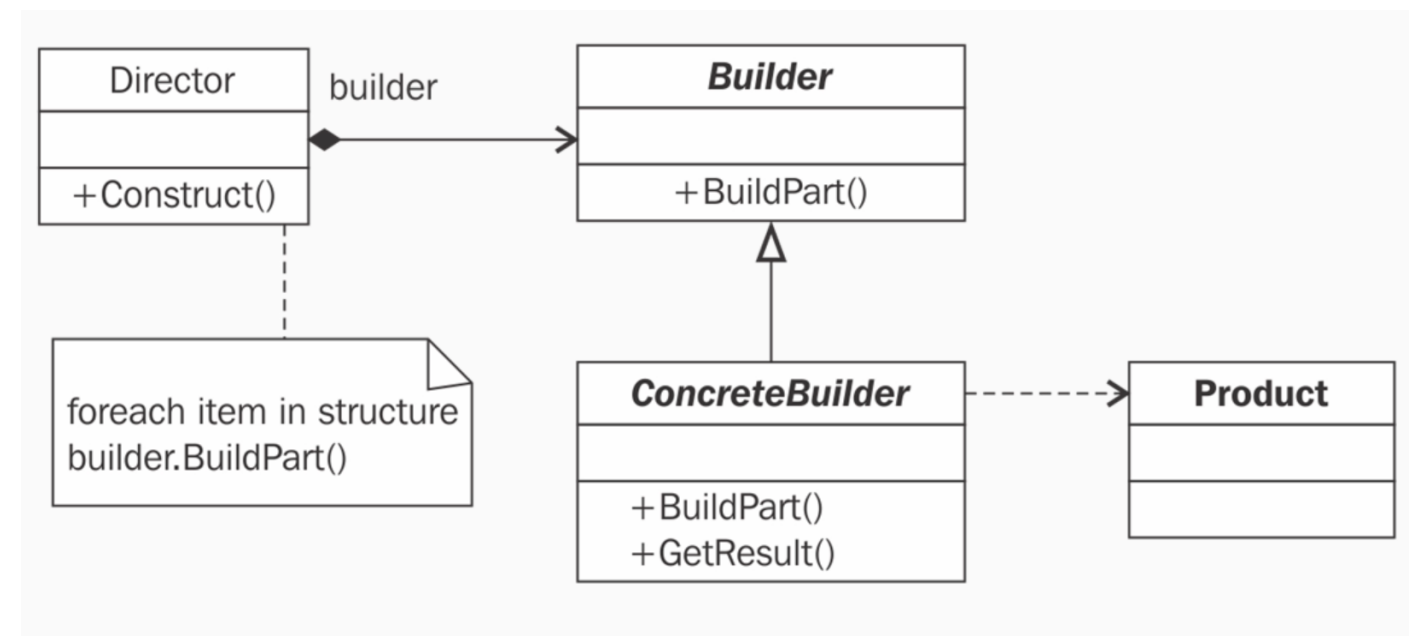 Director
+Construct()
builder
Builder
+BuildPart()
foreach item in structure
builder.BuildPart()
ConcreteBuilder
+BuildPart()
+GetResult()
Product